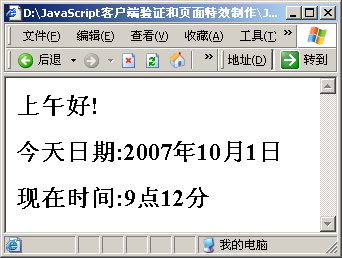 D:\JavaScript客户端验证和页面特效制作\J...
文件(F) 编辑(E) 查看(V) 收藏(A) 工具(T) »
后退 » 地址(D) 转到
上午好!
今天日期:2007年10月1日
现在时间:9点12分
我的电脑